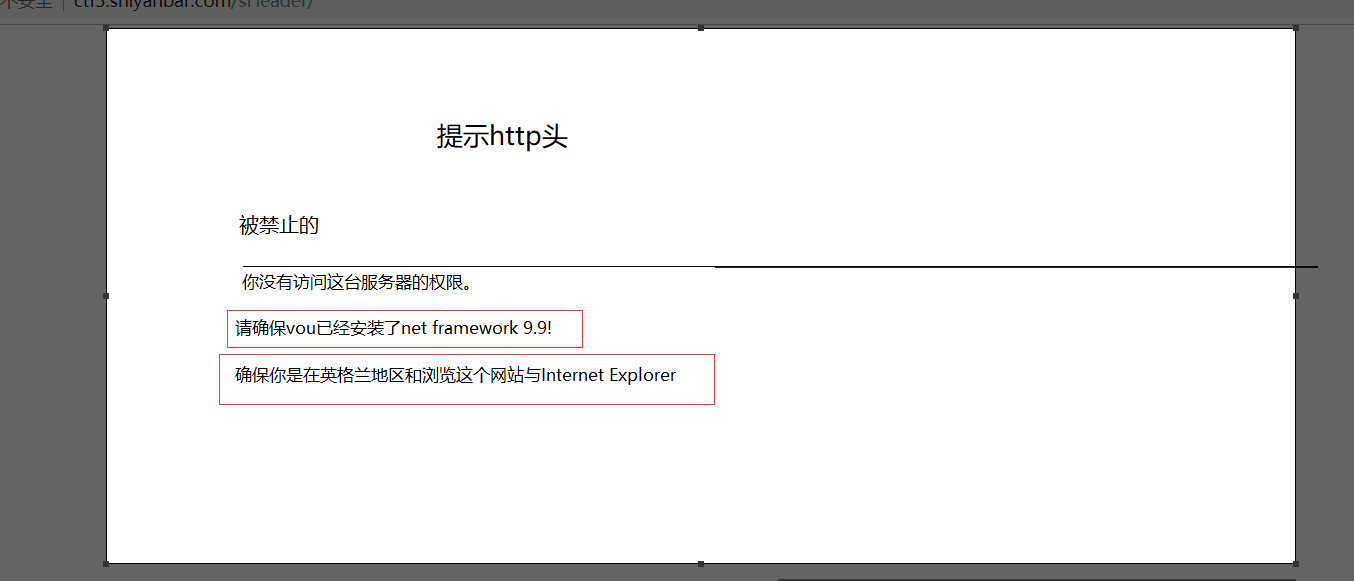 不安全 | ctf5.shiyanbar.com/sHeader/
提示http头
被禁止的
你没有访问这台服务器的权限。
请确保vou已经安装了net framework 9.9!
确保你是在英格兰地区和浏览这个网站与Internet Explorer